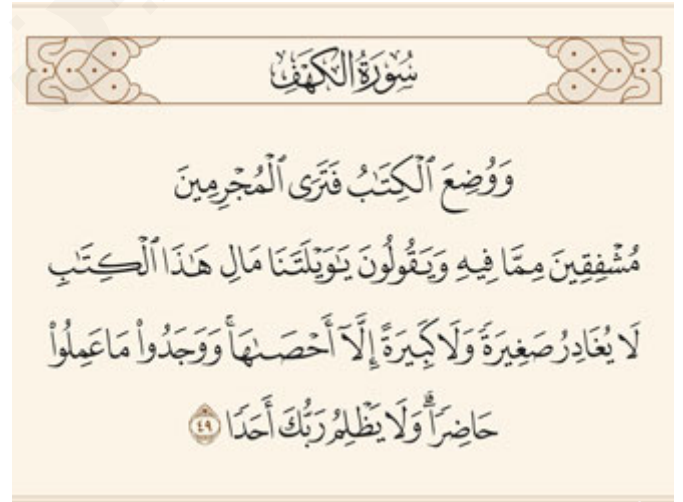 سُورَةُ الكَهْفِ
وَوُضِعَ ٱلْكِتَٰبُ فَتَرَى ٱلْمُجْرِمِينَ
مُشْفِقِينَ مِمَّا فِيهِ وَيَقُولُونَ يَٰوَيْلَتَنَا مَالِ هَٰذَا ٱلْكِتَٰبِ
لَا يُغَادِرُ صَغِيرَةً وَلَا كَبِيرَةً إِلَّآ أَحْصَىٰهَاۚ وَوَجَدُوا۟ مَا عَمِلُوا۟
حَاضِرًاۗ وَلَا يَظْلِمُ رَبُّكَ أَحَدًا ٤٩